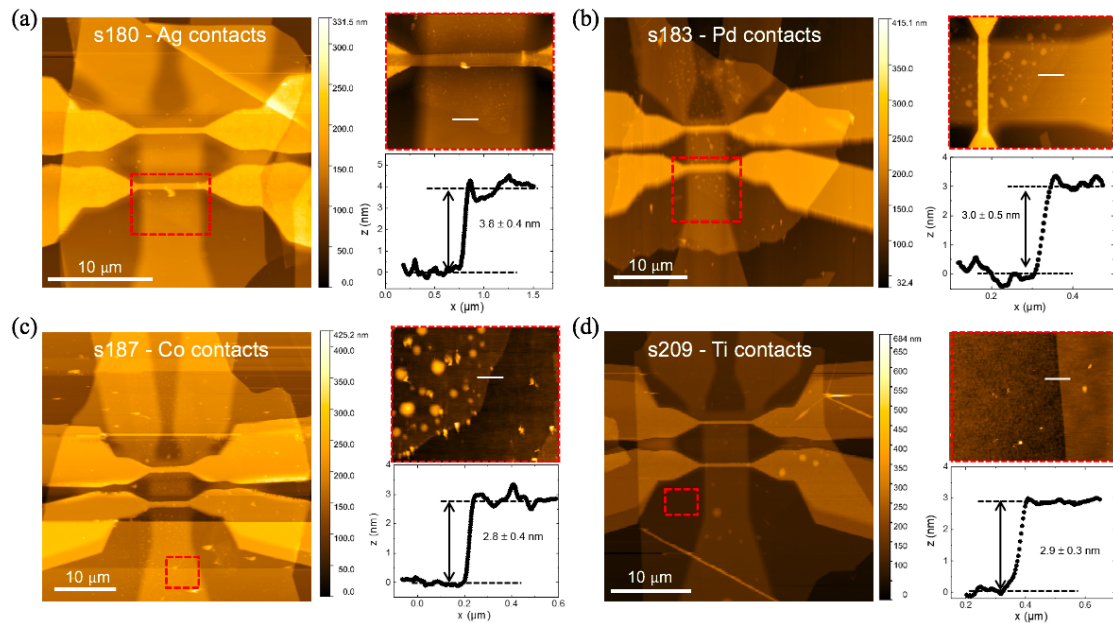 (a)
s180 - Ag contacts
10 μm
331.5 nm
300.0
250.0
200.0
150.0
100.0
50.0
0.0
z (nm)
5
4
3
2
1
0
3.8 ± 0.4 nm
0.0 0.5 1.0 1.5
x (μm)
(b)
s183 - Pd contacts
10 μm
415.1 nm
350.0
300.0
250.0
200.0
150.0
100.0
32.4
z (nm)
4
3
2
1
0
3.0 ± 0.5 nm
0.2 0.4
x (μm)
(c)
s187 - Co contacts
10 μm
425.2 nm
350.0
300.0
250.0
200.0
150.0
100.0
50.0
0.0
z (nm)
4
3
2
1
0
2.8 ± 0.4 nm
0.0 0.2 0.4 0.6
x (μm)
(d)
s209 - Ti contacts
10 μm
684 nm
650
600
550
500
450
400
350
300
250
200
150
100
50
0
z (nm)
4
3
2
1
0
2.9 ± 0.3 nm
0.2 0.3 0.4 0.5 0.6
x (μm)